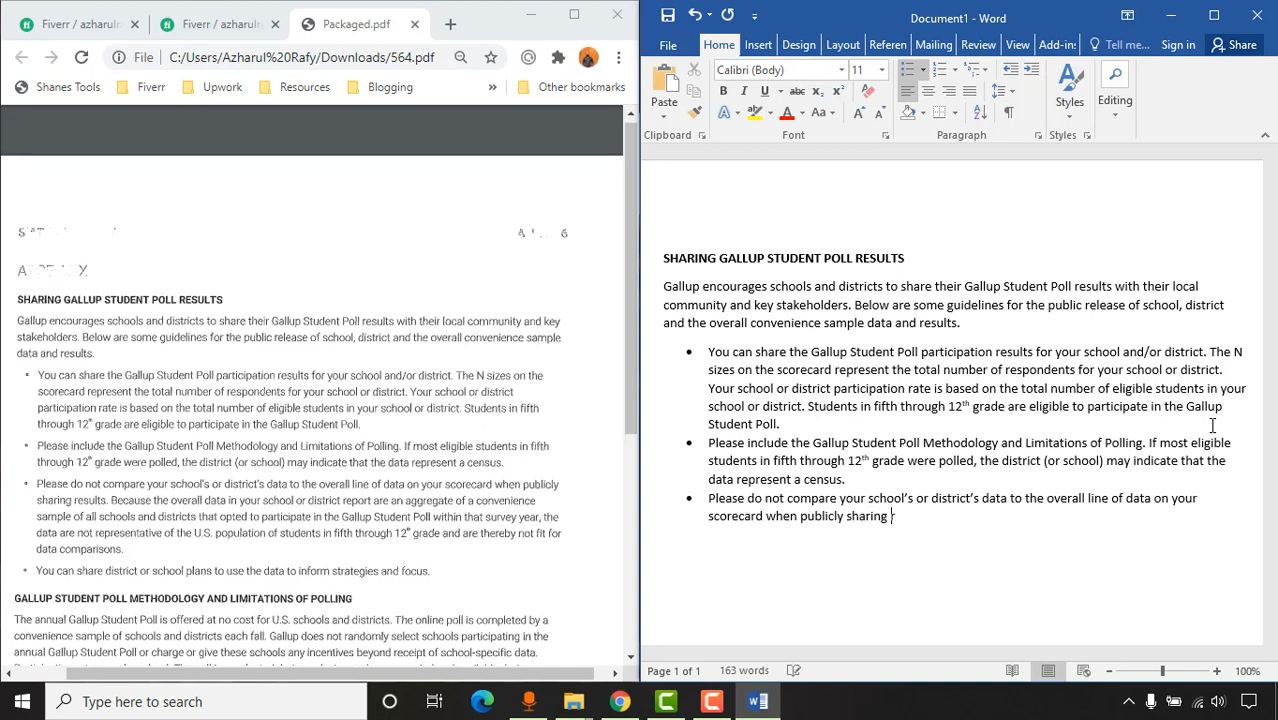 Fiverr / azharulra
Fiverr / azharul
Packaged.pdf
C:/Users/Azharul%20Rafy/Downloads/564.pdf
Shanes Tools
Fiverr
Upwork
Resources
Blogging
»
Other bookmarks
SHARING GALLUP STUDENT POLL RESULTS
Gallup encourages schools and districts to share their Gallup Student Poll results with their local community and key
stakeholders. Below are some guidelines for the public release of school, district and the overall convenience sample
data and results.
• You can share the Gallup Student Poll participation results for your school and/or district. The N sizes on the
scorecard represent the total number of respondents for your school or district. Your school or district
participation rate is based on the total number of eligible students in your school or district. Students in fifth
through 12th grade are eligible to participate in the Gallup Student Poll.
• Please include the Gallup Student Poll Methodology and Limitations of Polling. If most eligible students in fifth
through 12th grade were polled, the district (or school) may indicate that the data represent a census.
• Please do not compare your school's or district's data to the overall line of data on your scorecard when publicly
sharing results. Because the overall data in your school or district report are an aggregate of a convenience
sample of all schools and districts that opted to participate in the Gallup Student Poll within that survey year, the
data are not representative of the U.S. population of students in fifth through 12th grade and are thereby not fit for
data comparisons.
• You can share district or school plans to use the data to inform strategies and focus.
GALLUP STUDENT POLL METHODOLOGY AND LIMITATIONS OF POLLING
The annual Gallup Student Poll is offered at no cost for U.S. schools and districts. The online poll is completed by a
convenience sample of schools and districts each fall. Gallup does not randomly select schools participating in the
annual Gallup Student Poll or charge or give these schools any incentives beyond receipt of school-specific data.
Document1 - Word
File
Home
Insert
Design
Layout
Referen
Mailing
Review
View
Add-in:
Tell me...
Sign in
Share
Paste
Calibri (Body)
11
B I U abc x₂ x²
A A Aa A A
Styles
Editing
Clipboard
Font
Paragraph
Styles
SHARING GALLUP STUDENT POLL RESULTS
Gallup encourages schools and districts to share their Gallup Student Poll results with their local
community and key stakeholders. Below are some guidelines for the public release of school, district
and the overall convenience sample data and results.
• You can share the Gallup Student Poll participation results for your school and/or district. The N
sizes on the scorecard represent the total number of respondents for your school or district.
Your school or district participation rate is based on the total number of eligible students in your
school or district. Students in fifth through 12th grade are eligible to participate in the Gallup
Student Poll.
• Please include the Gallup Student Poll Methodology and Limitations of Polling. If most eligible
students in fifth through 12th grade were polled, the district (or school) may indicate that the
data represent a census.
• Please do not compare your school's or district's data to the overall line of data on your
scorecard when publicly sharing r
Page 1 of 1
163 words
100%
Type here to search
7:16 PM